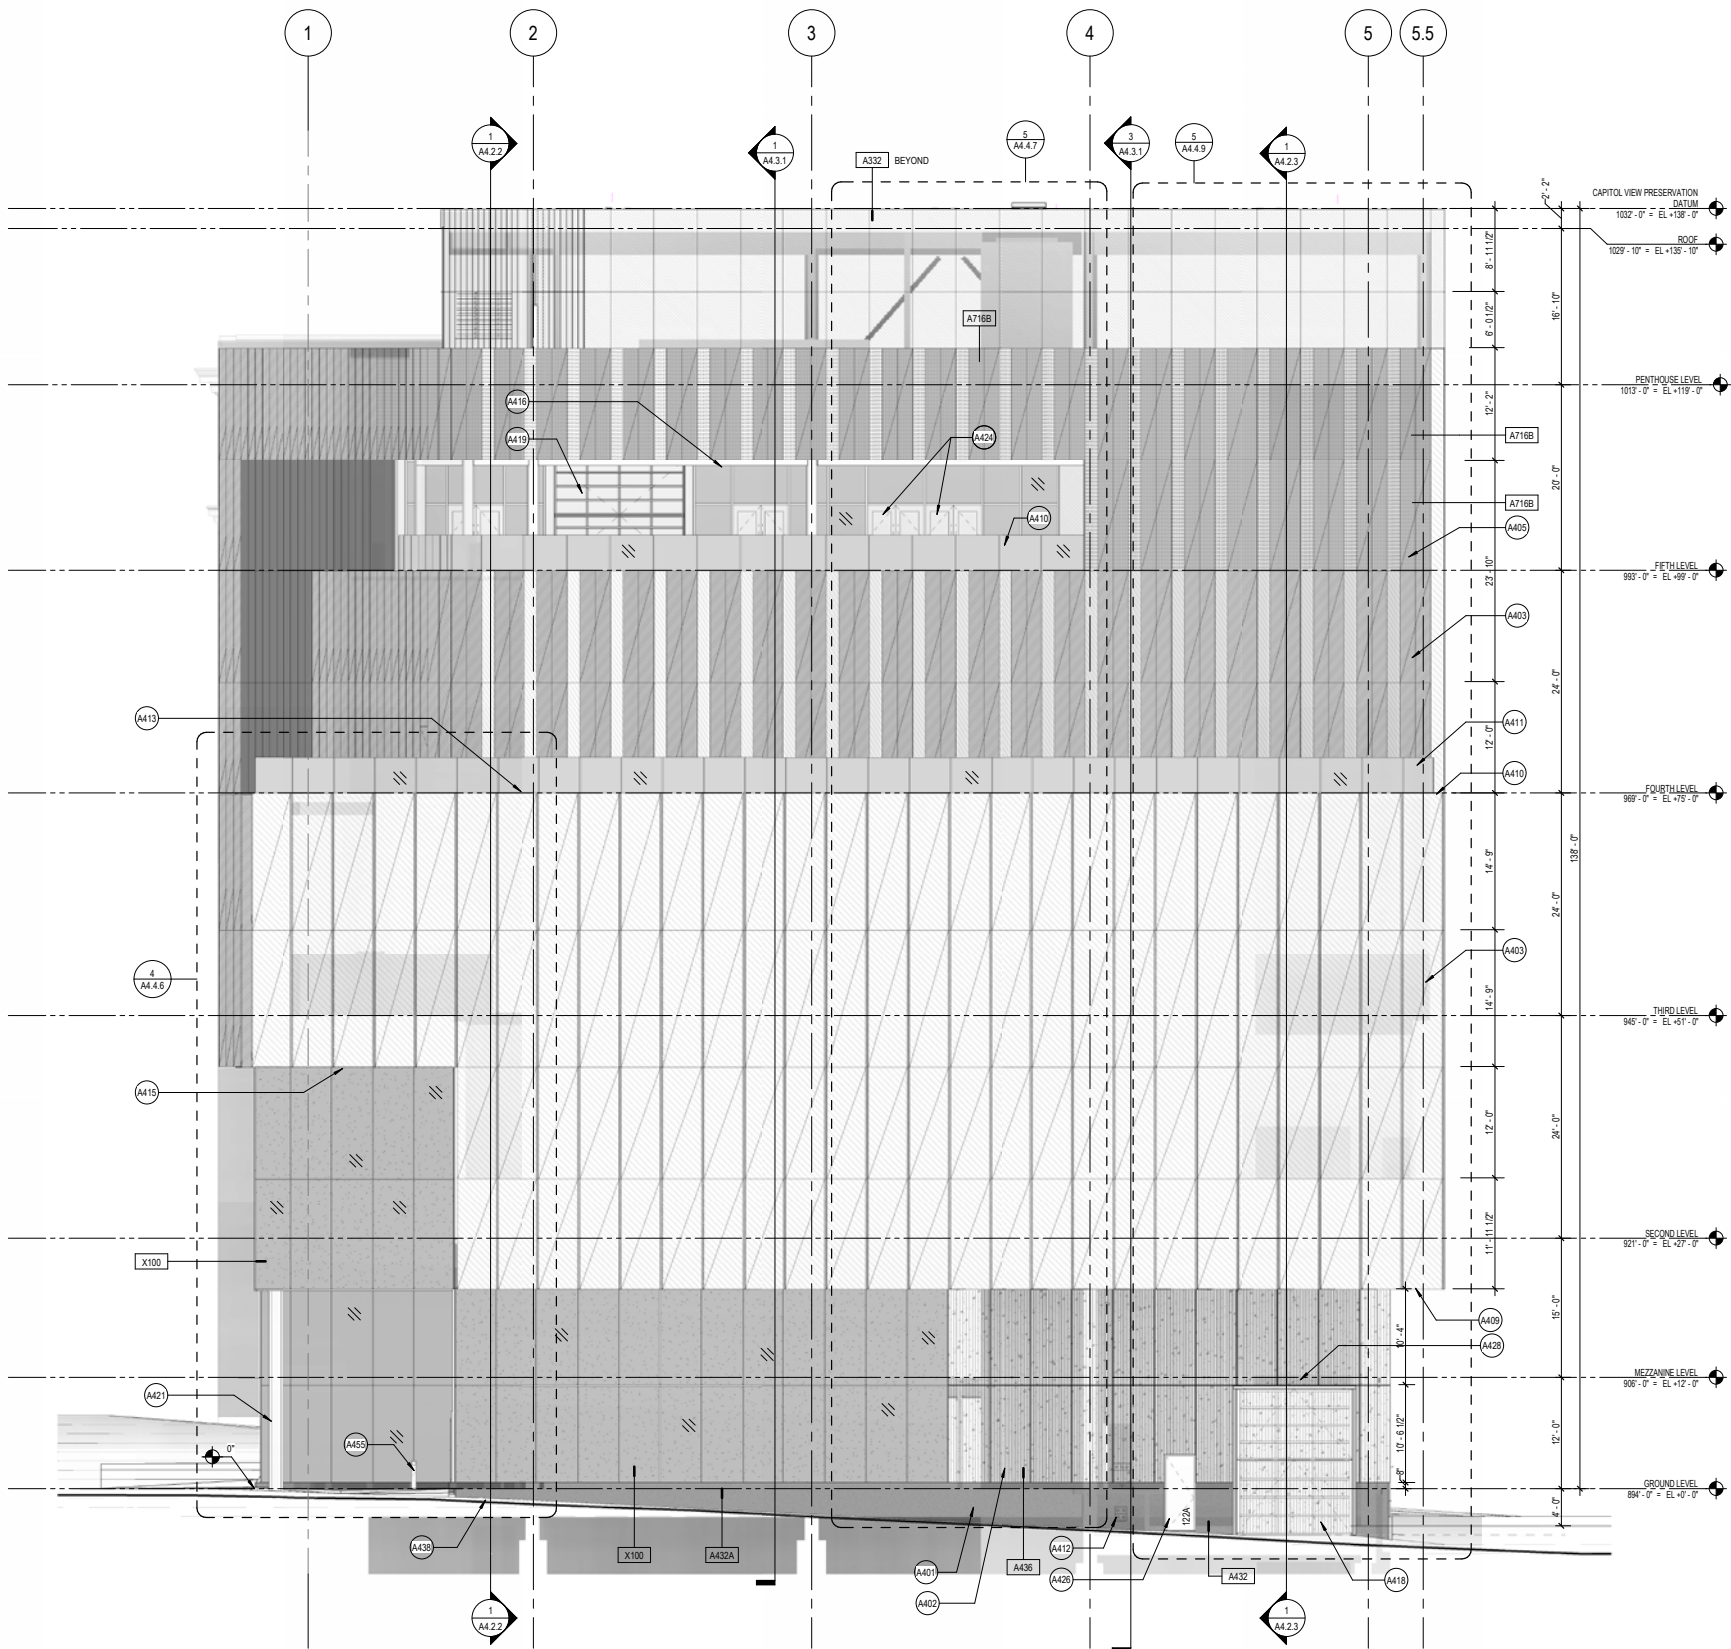 1
2
3
4
5
5.5
1
A4.2.2
1
A4.3.1
5
A4.4.7
3
A4.3.1
5
A4.4.9
1
A4.2.3
A332 BEYOND
2' - 2"
CAPITOL VIEW PRESERVATION
DATUM
1032' - 0" = EL +138' - 0"
ROOF
1029' - 10" = EL +135' - 10"
8' - 11 1/2"
16' - 10"
6' - 0 1/2"
A716B
PENTHOUSE LEVEL
1013' - 0" = EL +119' - 0"
12' - 2"
A416
A419
A424
A716B
20' - 0"
A716B
A410
A405
FIFTH LEVEL
993' - 0" = EL +99' - 0"
23' - 10"
A403
24' - 0"
A413
A411
12' - 0"
A410
FOURTH LEVEL
969' - 0" = EL +75' - 0"
138' - 0"
14' - 9"
24' - 0"
A403
4
A4.4.6
14' - 9"
THIRD LEVEL
945' - 0" = EL +51' - 0"
A415
12' - 0"
24' - 0"
11' - 11 1/2"
SECOND LEVEL
921' - 0" = EL +27' - 0"
X100
15' - 0"
A409
10' - 4"
A428
MEZZANINE LEVEL
906' - 0" = EL +12' - 0"
A421
A455
0"
10' - 6 1/2"
12' - 0"
8"
GROUND LEVEL
894' - 0" = EL +0' - 0"
4' - 0"
122A
A438
X100
A432A
A401
A402
A436
A412
A426
A432
A418
1
A4.2.2
1
A4.2.3